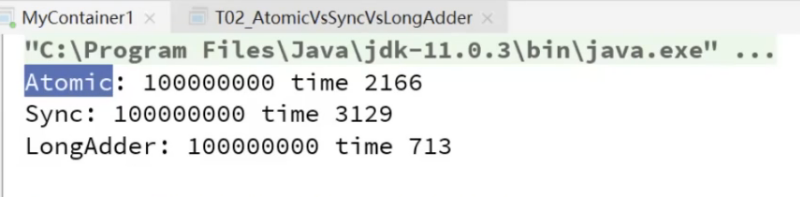 MyContainer1 × T02_AtomicVsSyncVsLongAdder ×
"C:\Program Files\Java\jdk-11.0.3\bin\java.exe" ...
Atomic: 100000000 time 2166
Sync: 100000000 time 3129
LongAdder: 100000000 time 713